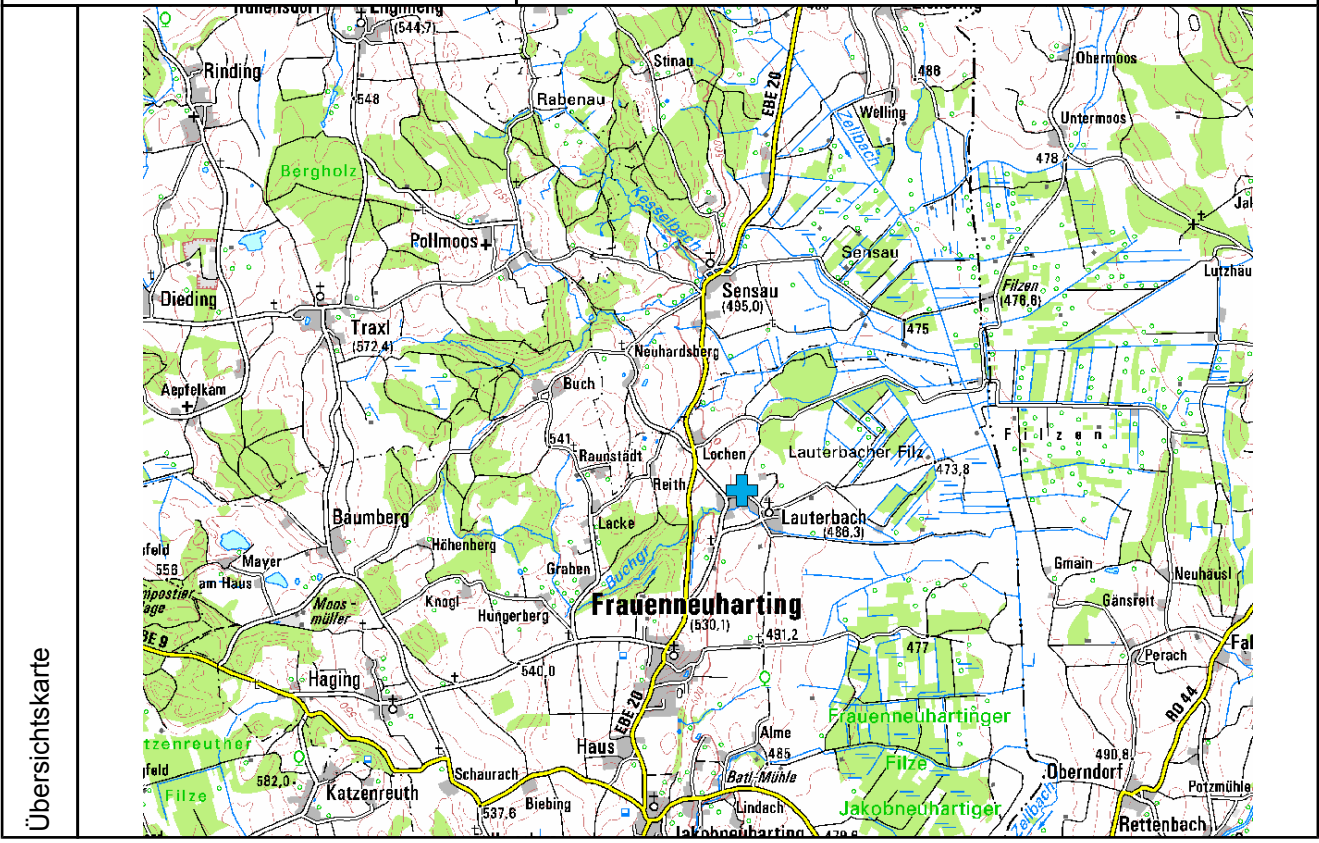 Übersichtskarte
(544,7)
Rinding
548
Stinau
Rabenau
EBE 20
486
Welling
Zellbach
Obermoos
Untermoos
478
Bergholz
Pollmoos
Kesselbach
500
550
Sensau
Lutzhäu
Filzen
(476,6)
Dieding
Sensau
(495,0)
475
Traxl
(572,4)
Neuhardsberg
Aepfelkam
Buch
541
Raunstädt
Lochen
Filzen
Lauterbacher Filz
473,8
Reith
Baumberg
Lacke
Lauterbach
(486,3)
Höhenberg
556
Mayer
am Haus
Graben
Buchgr.
Gmain
Neuhäusl
Moos-
müller
Knogl
Hungerberg
Frauenneuharting
(530,1)
491,2
Gänsreit
477
Perach
Haging
540,0
EBE 20
RO 44
Frauenneuhartinger
Filze
Haus
Alme
485
490,8
582,0
Schaurach
Batl-Mühle
Oberndorf
Potzmühle
Filze
Katzenreuth
Biebing
537,6
Lindach
Jakobneuhartiger
Zellbach
Rettenbach
Jakobneuharting